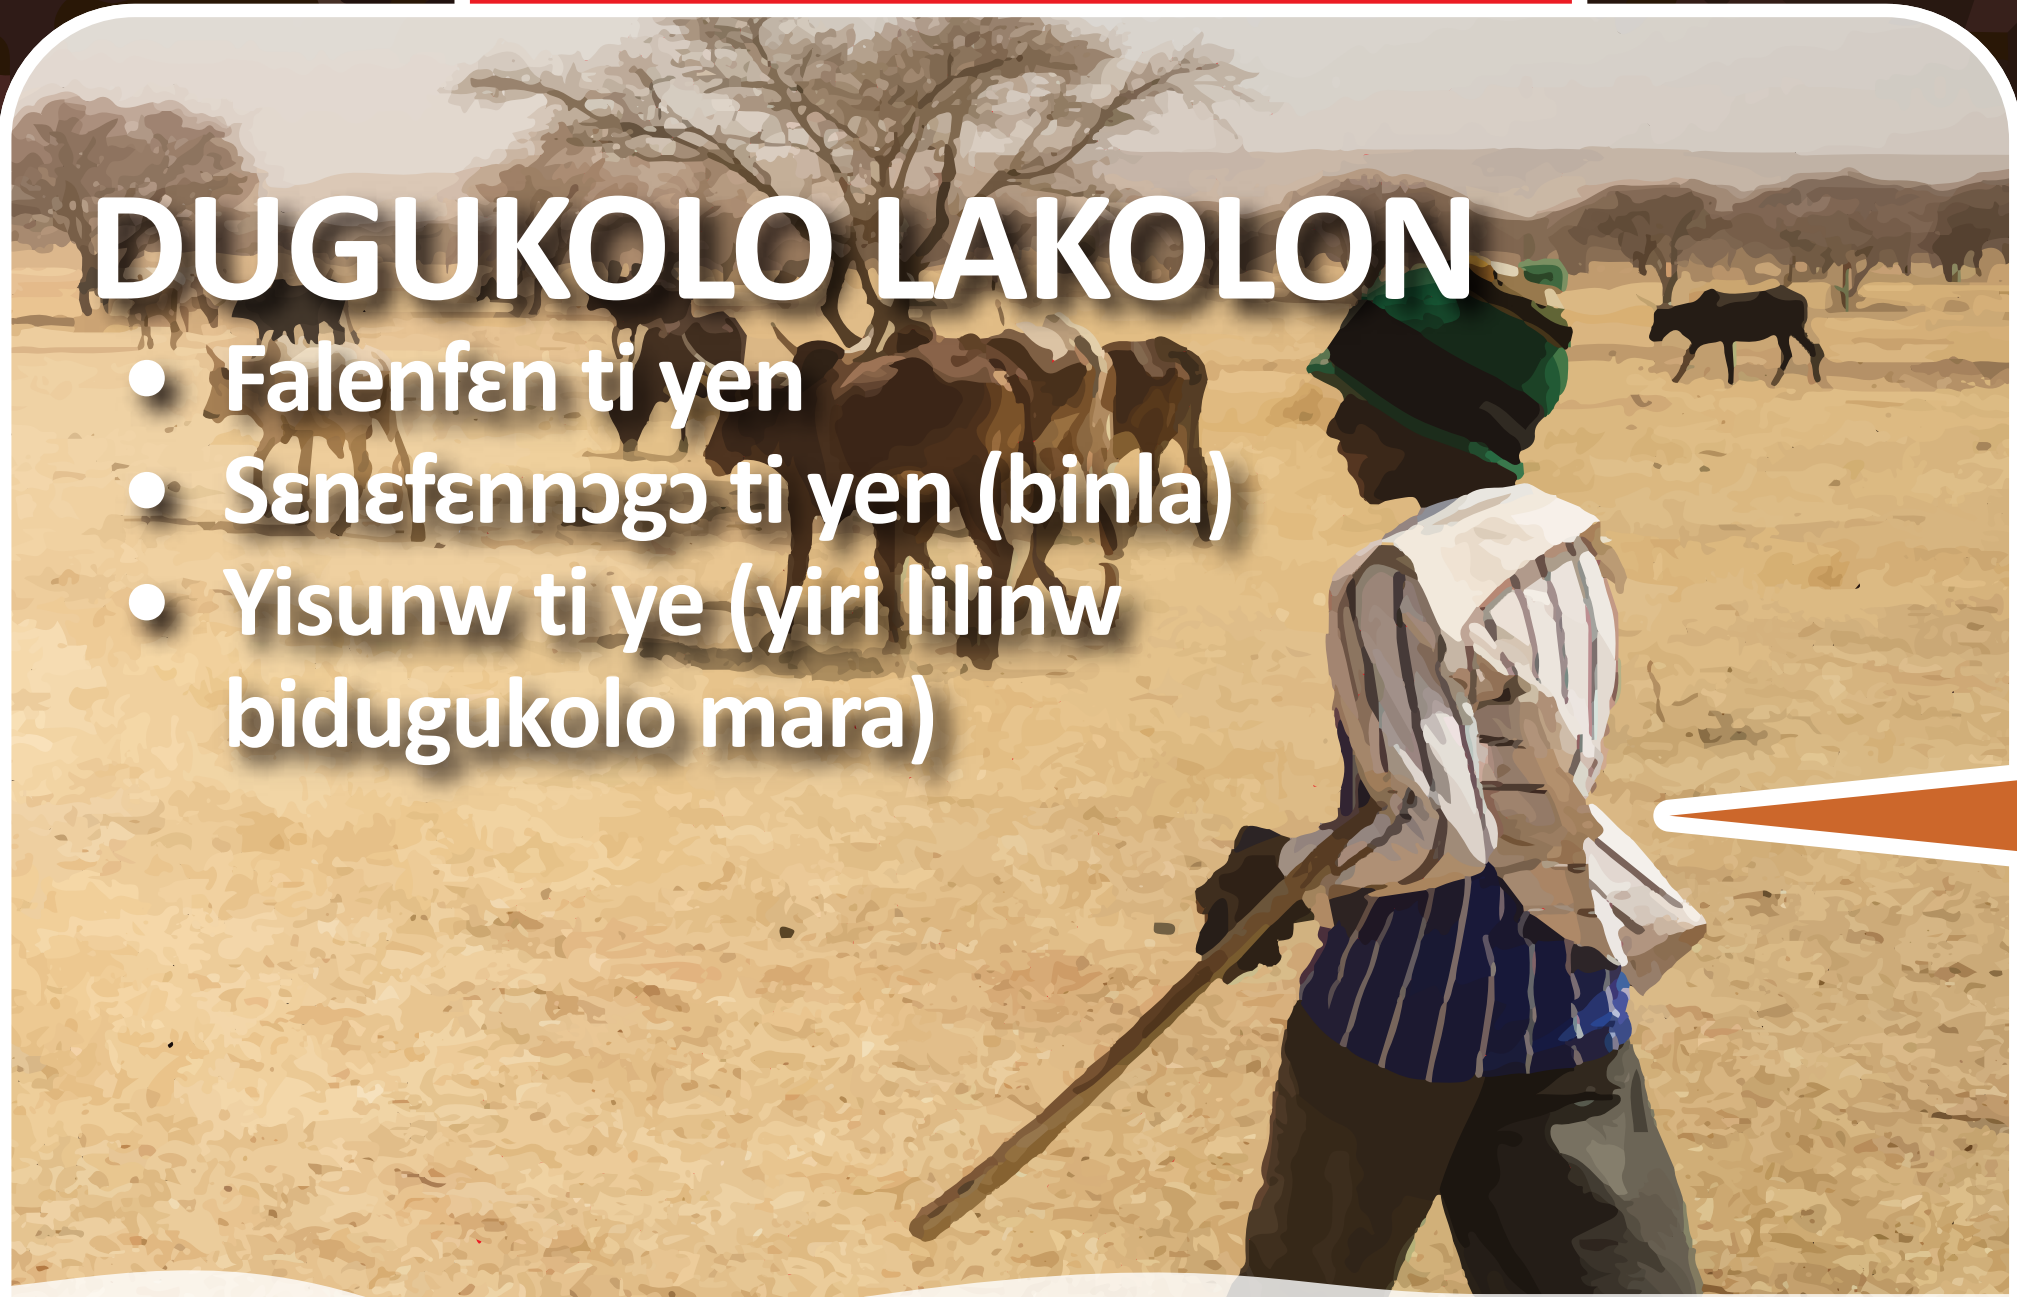 DUGUKOLO LAKOLON
• Falenfɛn ti yen
• Sɛnɛfɛnnɔgɔ ti yen (binla)
• Yisunw ti ye (yiri lilinw
bidugukolo mara)